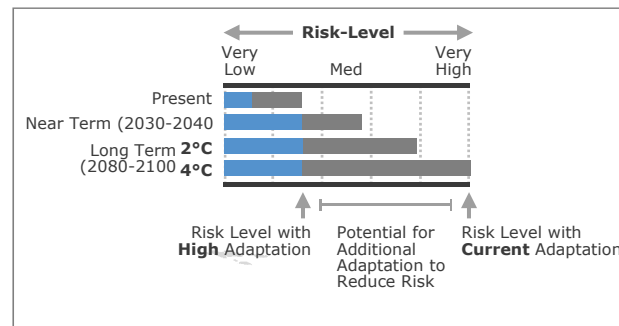 Risk-Level
Very Low
Med
Very High
Present
Near Term (2030-2040
Long Term (2080-2100
2°C
4°C
Risk Level with
High Adaptation
Potential for
Additional
Adaptation to
Reduce Risk
Risk Level with
Current Adaptation